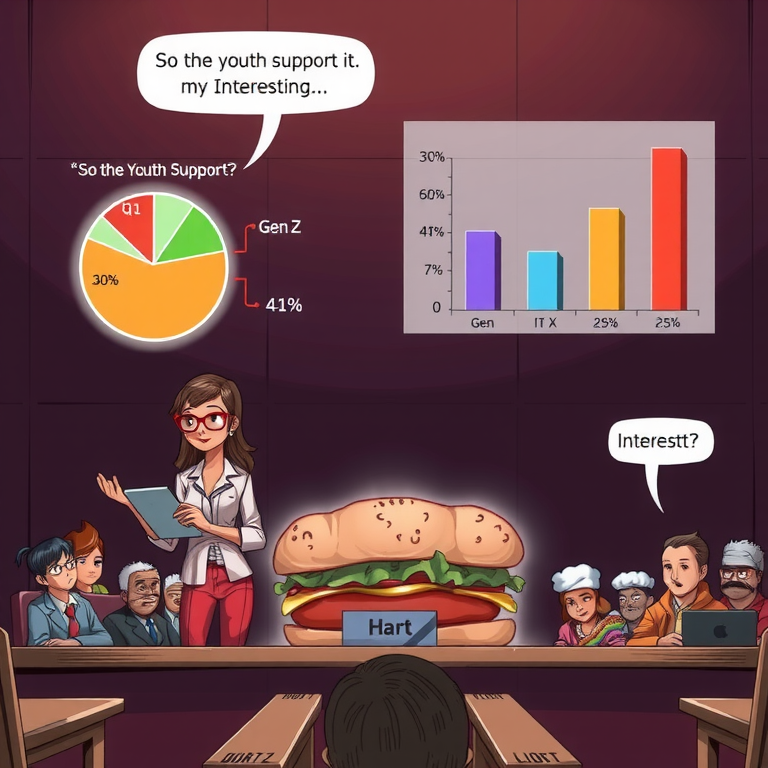 So the youth support it.
my Interesting...
“So the Youth Support?
Q1
Gen Z
30%
41%
30%
60%
41%
7%
0
Gen
IT X
25%
25%
Interestt?
Hart